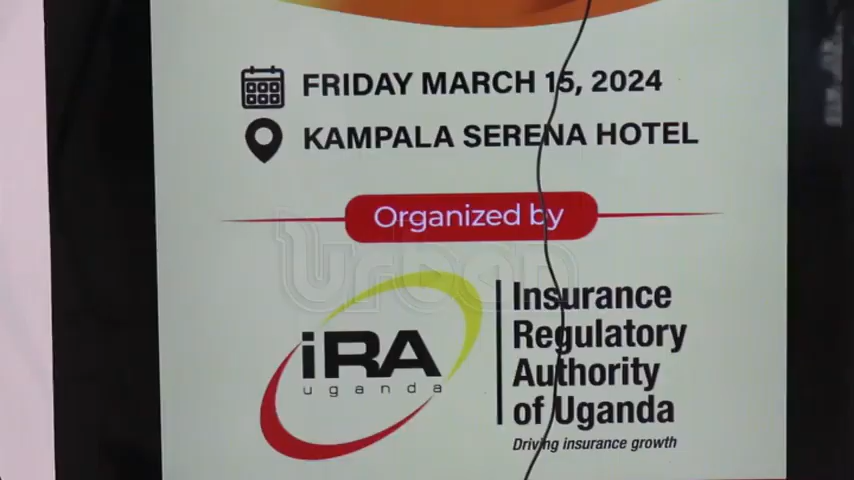 FRIDAY MARCH 15, 2024
KAMPALA SERENA HOTEL
Organized by
urban
iRA
uganda
Insurance
Regulatory
Authority
of Uganda
Driving insurance growth